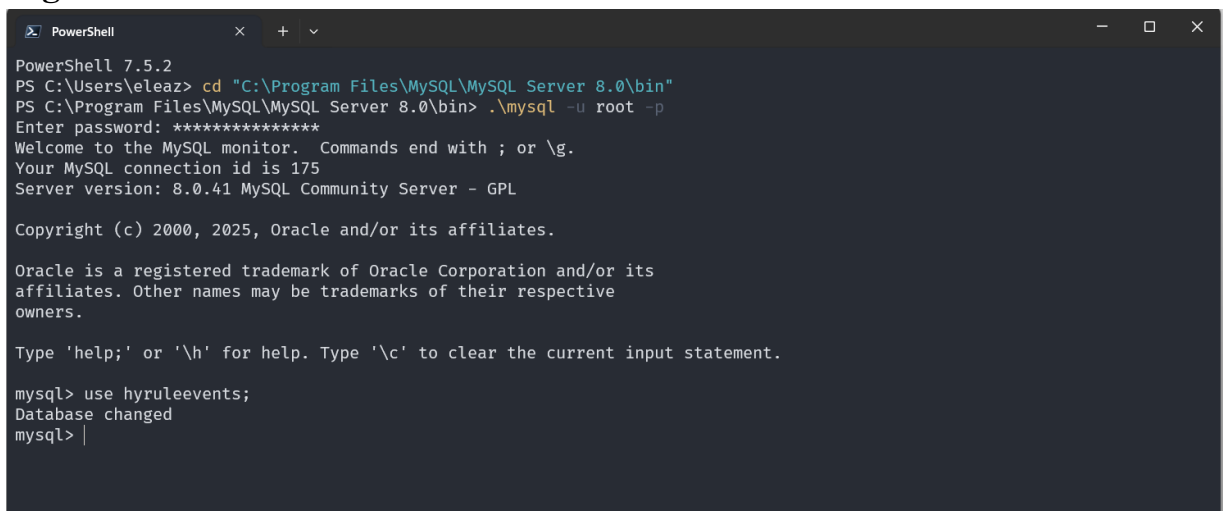 PowerShell
PowerShell 7.5.2
PS C:\Users\eleaz> cd "C:\Program Files\MySQL\MySQL Server 8.0\bin"
PS C:\Program Files\MySQL\MySQL Server 8.0\bin> .\mysql -u root -p
Enter password: ***************
Welcome to the MySQL monitor.  Commands end with ; or \g.
Your MySQL connection id is 175
Server version: 8.0.41 MySQL Community Server - GPL
Copyright (c) 2000, 2025, Oracle and/or its affiliates.
Oracle is a registered trademark of Oracle Corporation and/or its
affiliates. Other names may be trademarks of their respective
owners.
Type 'help;' or '\h' for help. Type '\c' to clear the current input statement.
mysql> use hyruleevents;
Database changed
mysql>